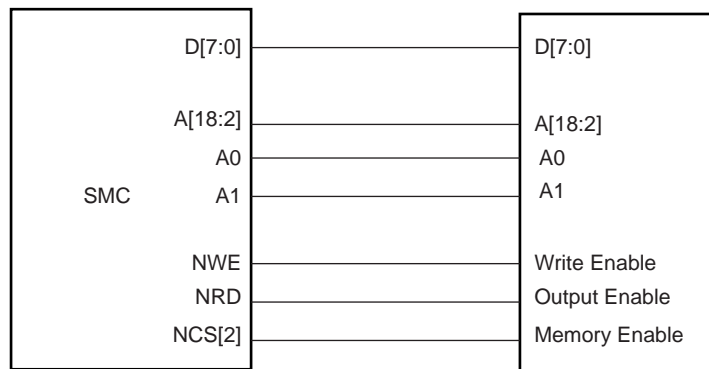 D[7:0] D[7:0]
A[18:2] A[18:2]
A0 A0
SMC A1 A1
NWE Write Enable
NRD Output Enable
NCS[2] Memory Enable